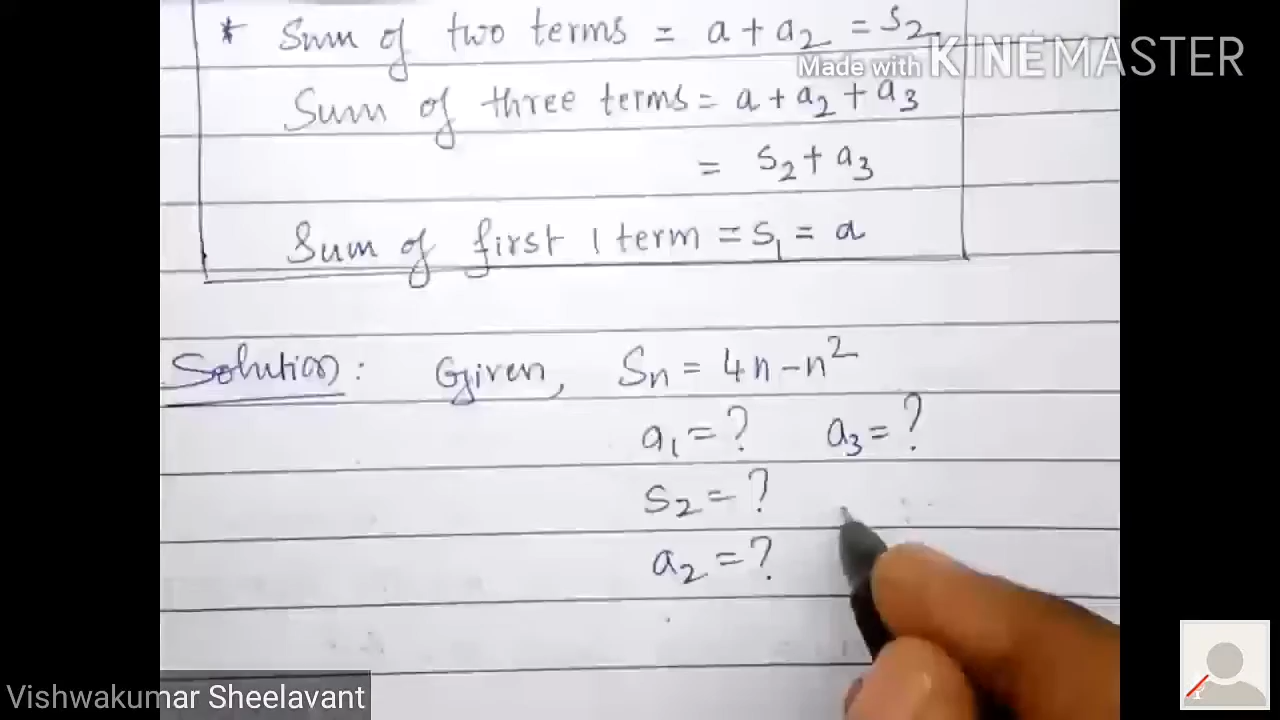 * Sum of two terms = a + a₂ = S₂
Made with KINEMASTER
Sum of three terms = a + a₂ + a₃
= S₂ + a₃
Sum of first 1 term = S₁ = a
Solution : Given, Sₙ = 4n - n²
a₁ = ? a₃ = ?
S₂ = ?
a₂ = ?
Vishwakumar Sheelavant